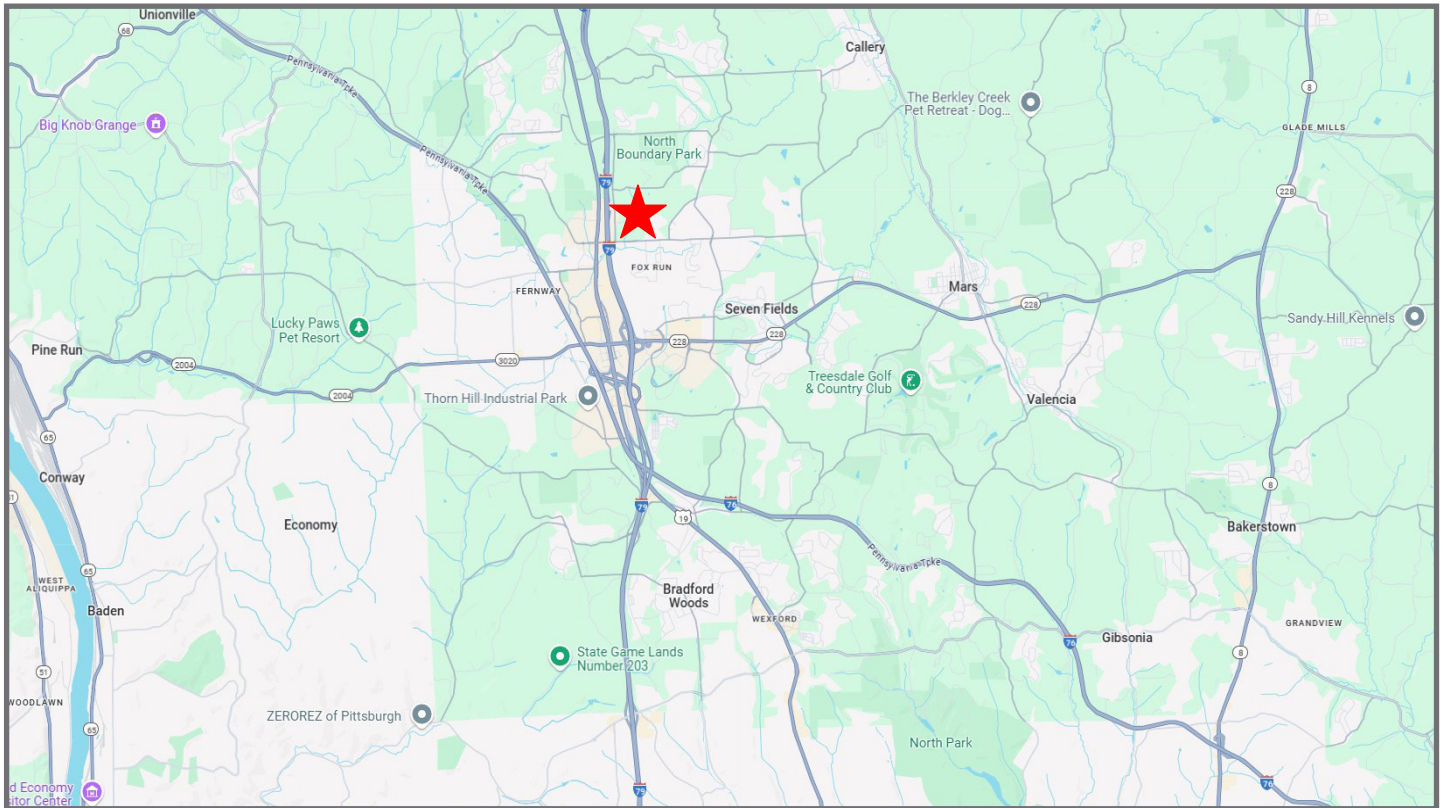 Unionville
68
Pennsylvania Tpke
Callery
The Berkley Creek
Pet Retreat - Dog...
8
Big Knob Grange
GLADE MILLS
North
Boundary Park
Pennsylvania Tpke
79
228
79
FOX RUN
FERNWAY
Mars
Seven Fields
228
Lucky Paws
Pet Resort
Sandy Hill Kennels
228
228
Pine Run
3020
2004
Treesdale Golf
& Country Club
2004
Thorn Hill Industrial Park
Valencia
65
Conway
8
79
76
19
Economy
Bakerstown
Pennsylvania Tpke
65
WEST
ALIQUIPPA
Bradford
Woods
Baden
WEXFORD
GRANDVIEW
76
Gibsonia
8
State Game Lands
Number 203
51
WOODLAWN
ZEROREZ of Pittsburgh
65
North Park
76
79
d Economy
sitor Center